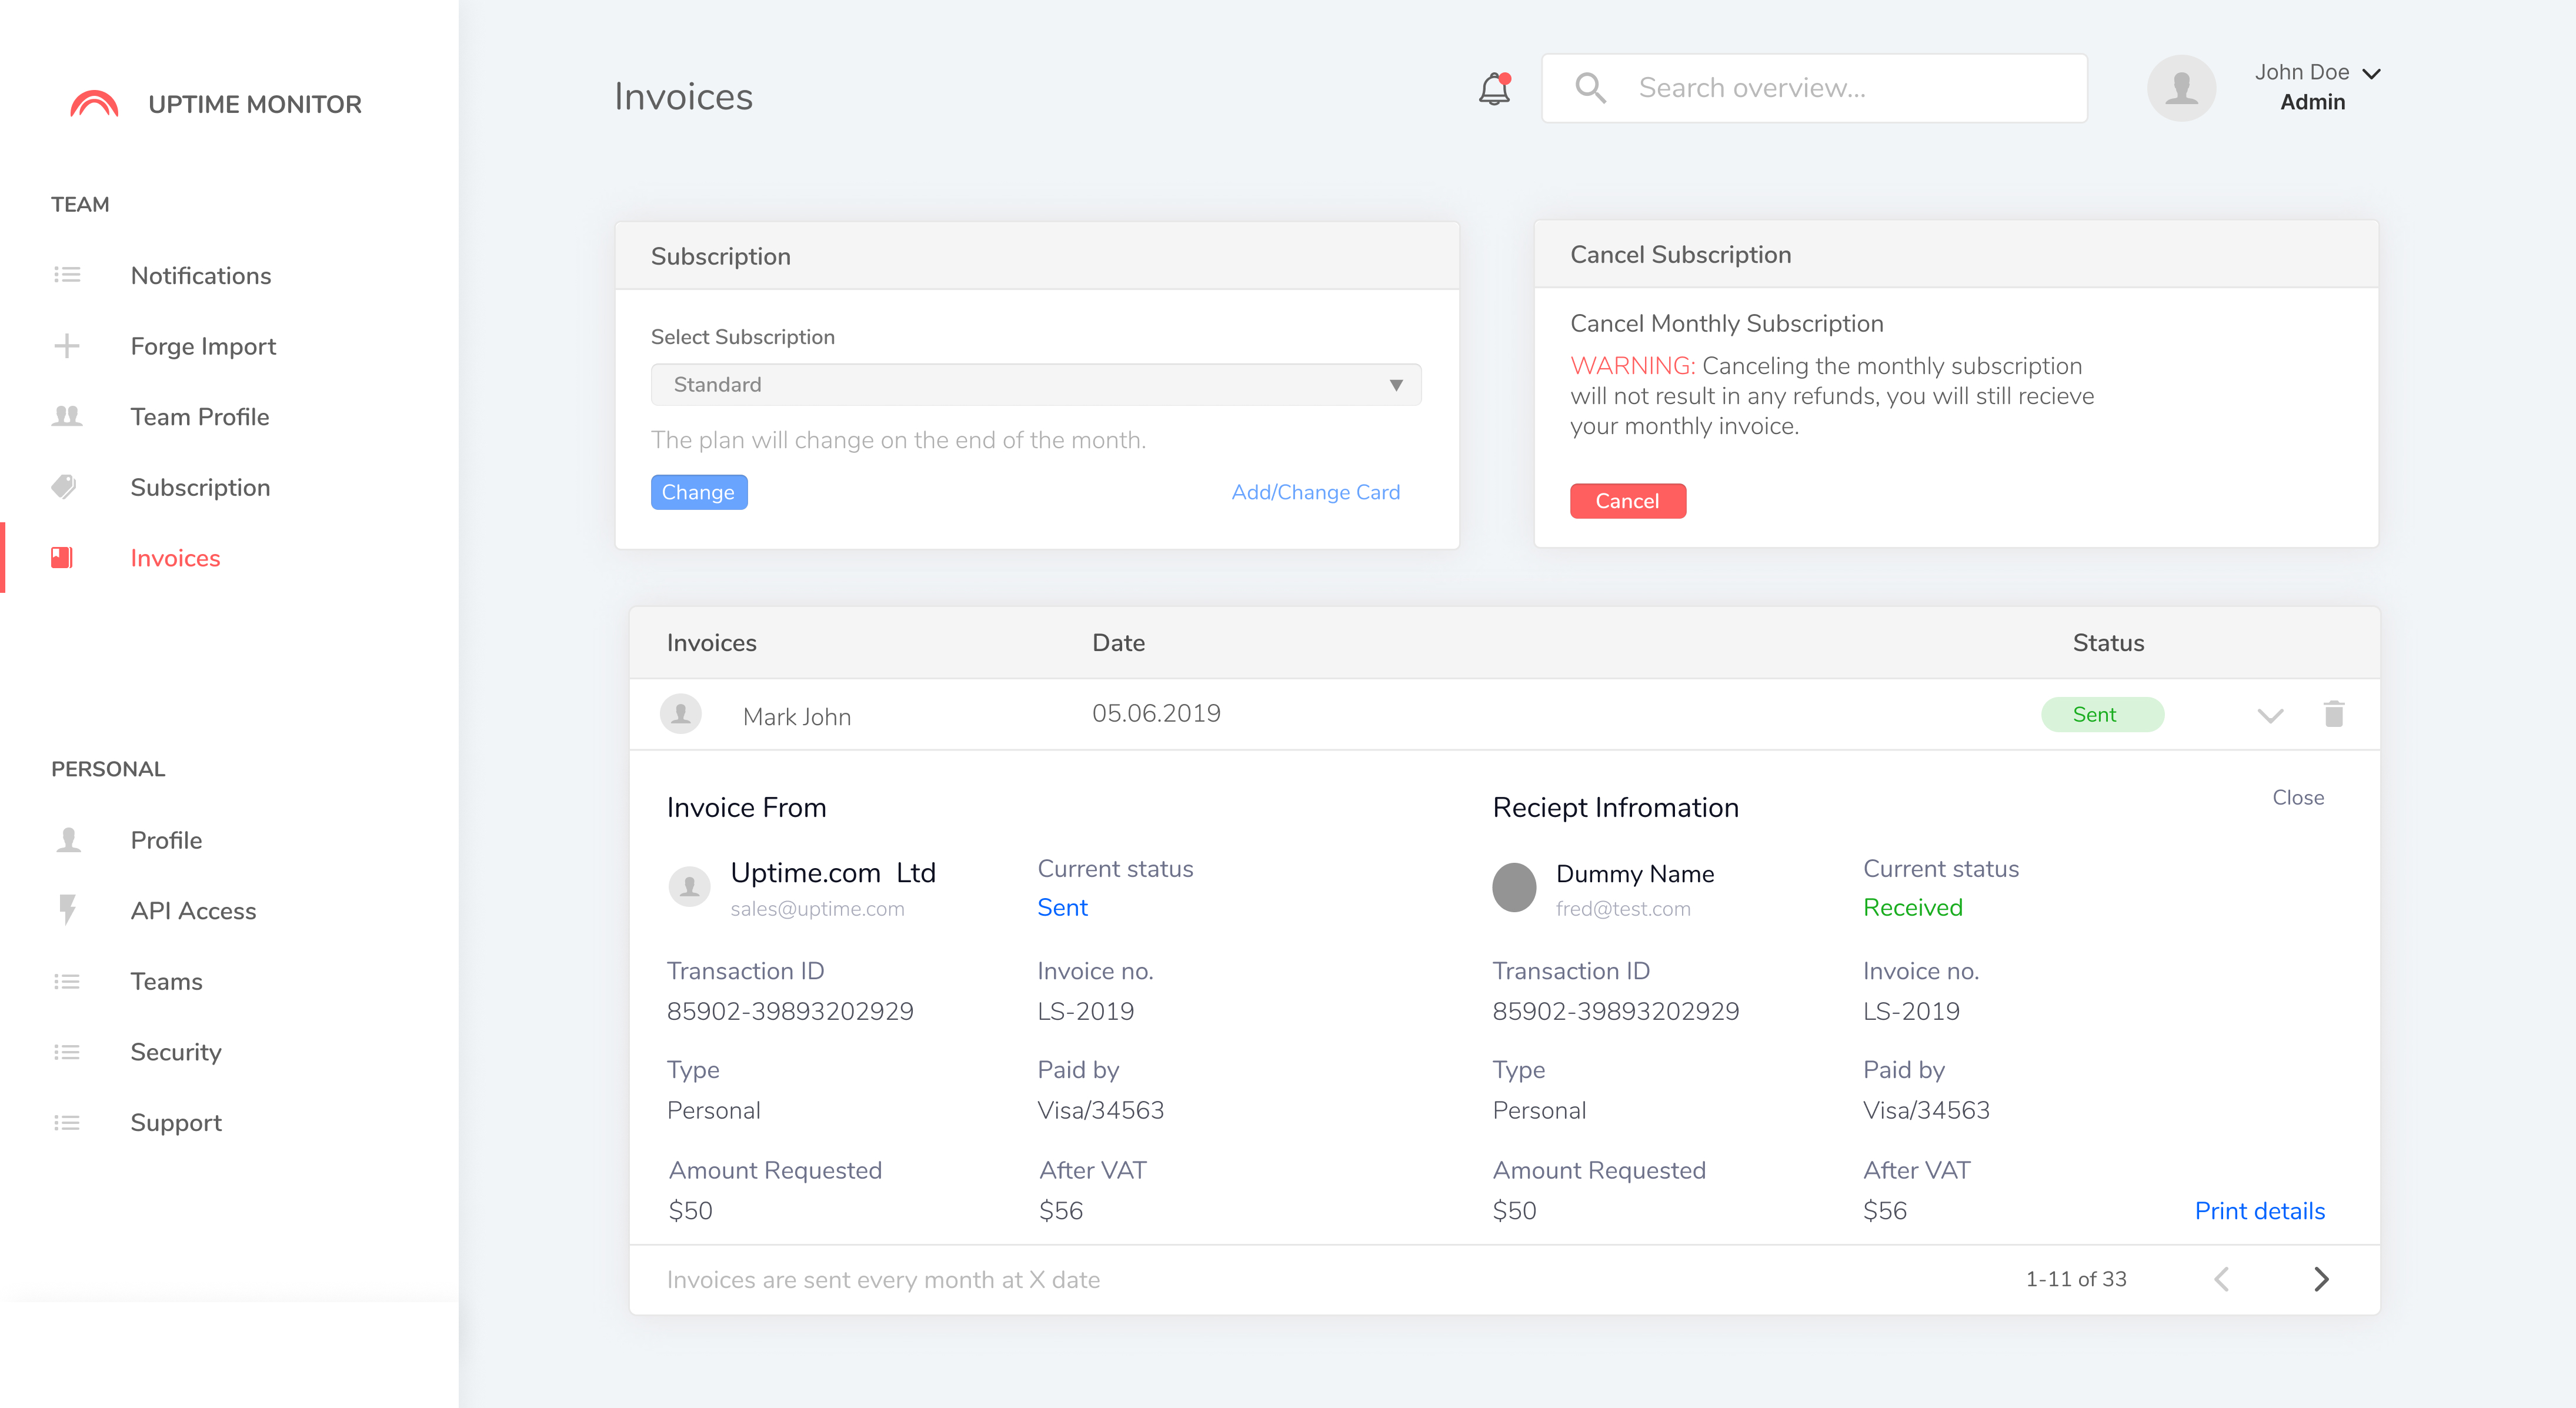 UPTIME MONITOR
TEAM
Notifications
Forge Import
Team Profile
Subscription
Invoices
PERSONAL
Profile
API Access
Teams
Security
Support
Invoices
Search overview...
John Doe
Admin
Subscription
Select Subscription
Standard
The plan will change on the end of the month.
Change
Add/Change Card
Cancel Subscription
Cancel Monthly Subscription
WARNING: Canceling the monthly subscription
will not result in any refunds, you will still recieve
your monthly invoice.
Cancel
Invoices
Date
Status
Mark John
05.06.2019
Sent
Invoice From
Uptime.com Ltd
sales@uptime.com
Current status
Sent
Transaction ID
85902-39893202929
Invoice no.
LS-2019
Type
Personal
Paid by
Visa/34563
Amount Requested
$50
After VAT
$56
Reciept Infromation
Close
Dummy Name
fred@test.com
Current status
Received
Transaction ID
85902-39893202929
Invoice no.
LS-2019
Type
Personal
Paid by
Visa/34563
Amount Requested
$50
After VAT
$56
Print details
Invoices are sent every month at X date
1-11 of 33